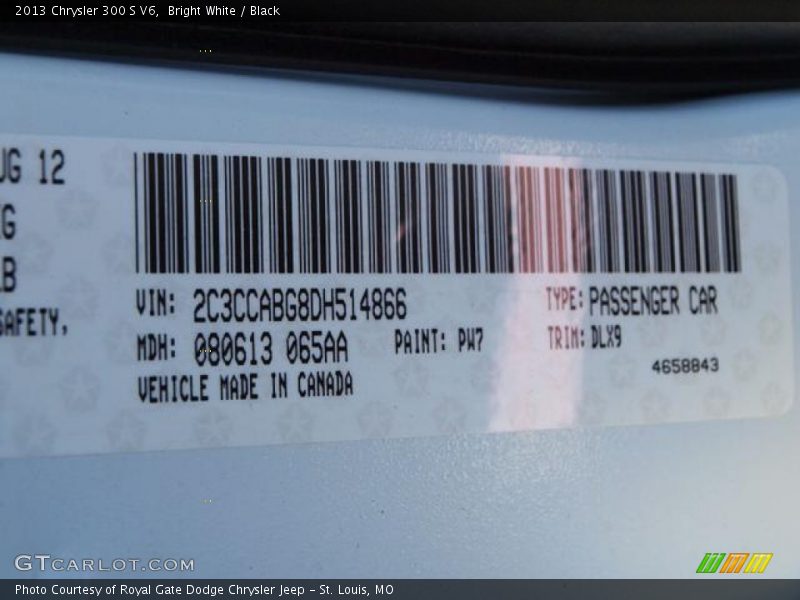 2013 Chrysler 300 S V6,  Bright White / Black
UG 12
G
LB
SAFETY,
VIN: 2C3CCABG8DH514866 TYPE: PASSENGER CAR
MDH: 080613 065AA PAINT: PW7 TRIM: DLX9
VEHICLE MADE IN CANADA 4658843
GTCARLOT.COM
Photo Courtesy of Royal Gate Dodge Chrysler Jeep - St. Louis, MO